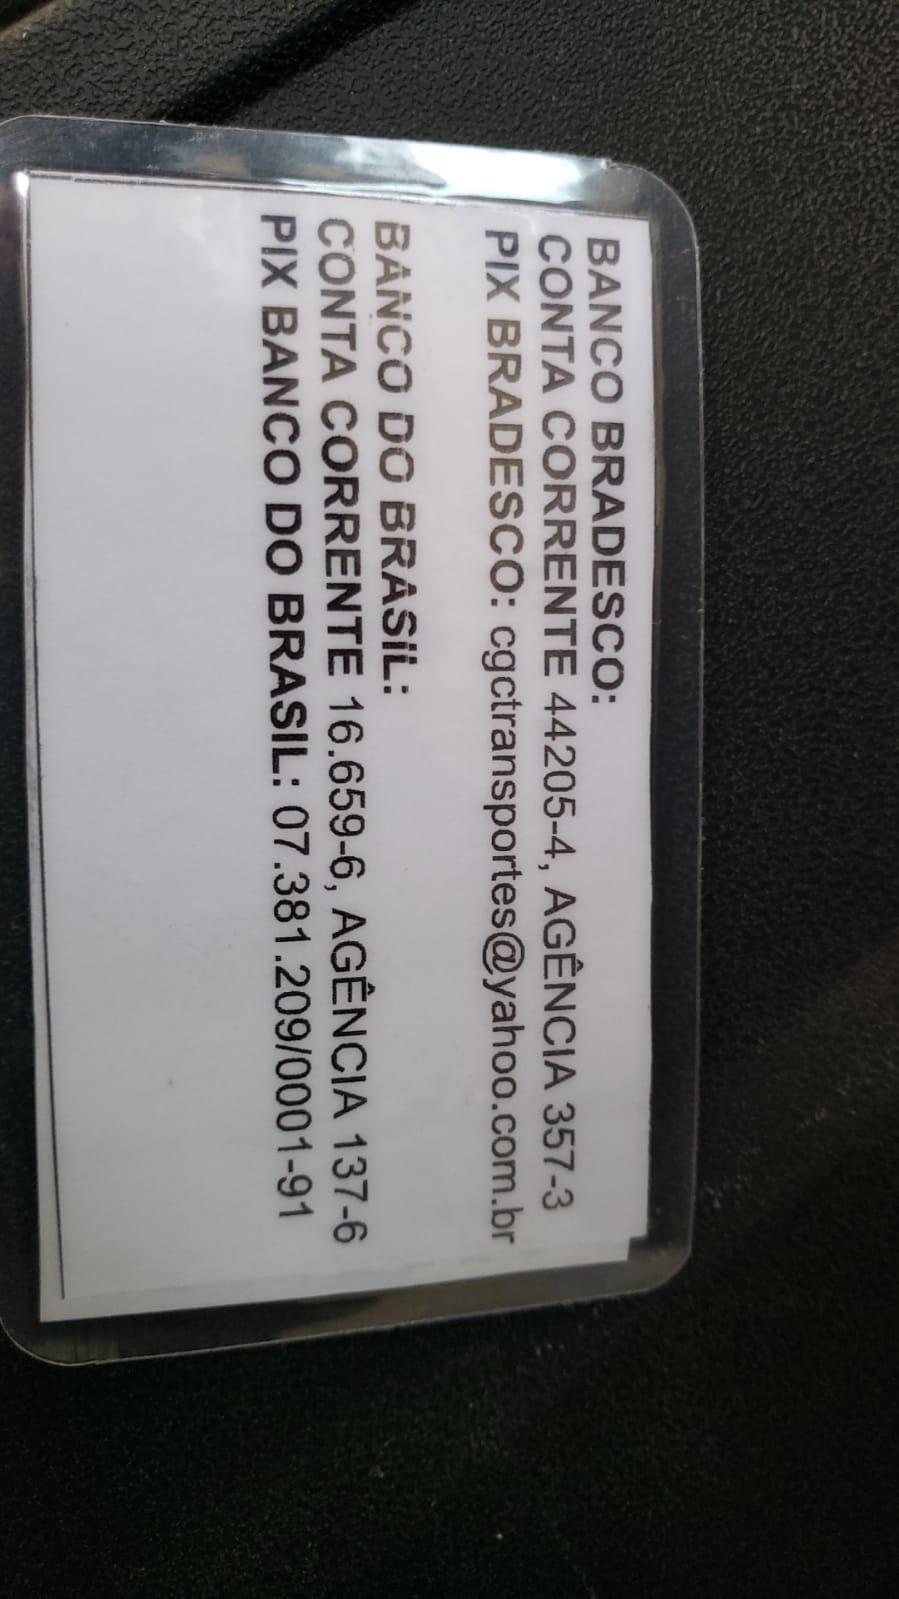 BANCO BRADESCO:
CONTA CORRENTE 44205-4, AGÊNCIA 357-3
PIX BRADESCO: cgctransportes@yahoo.com.br
BANCO DO BRASIL:
CONTA CORRENTE 16.659-6, AGÊNCIA 137-6
PIX BANCO DO BRASIL: 07.381.209/0001-91